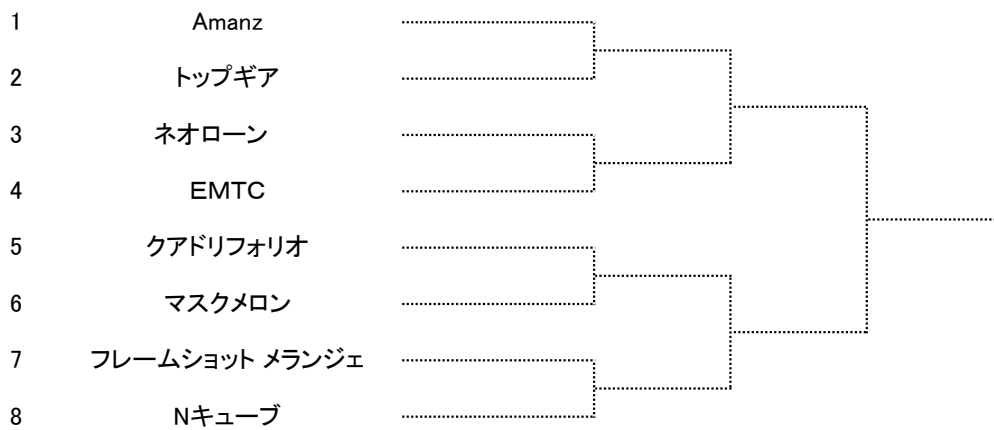 1 Amanz
2 トップギア
3 ネオローン
4 EMTC
5 クアドリフォリオ
6 マスクメロン
7 フレームショット メランジェ
8 Nキューブ